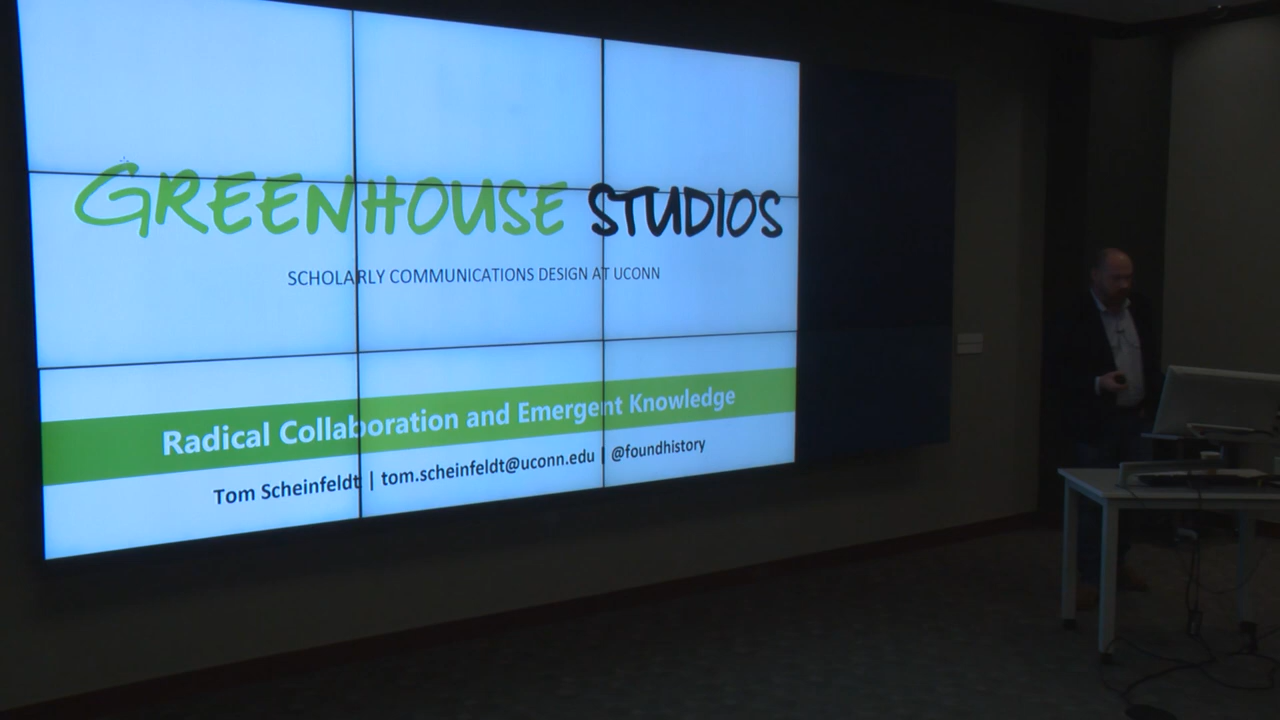 GREENHOUSE STUDIOS
SCHOLARLY COMMUNICATIONS DESIGN AT UCONN
Radical Collaboration and Emergent Knowledge
Tom Scheinfeldt | tom.scheinfeldt@uconn.edu | @foundhistory